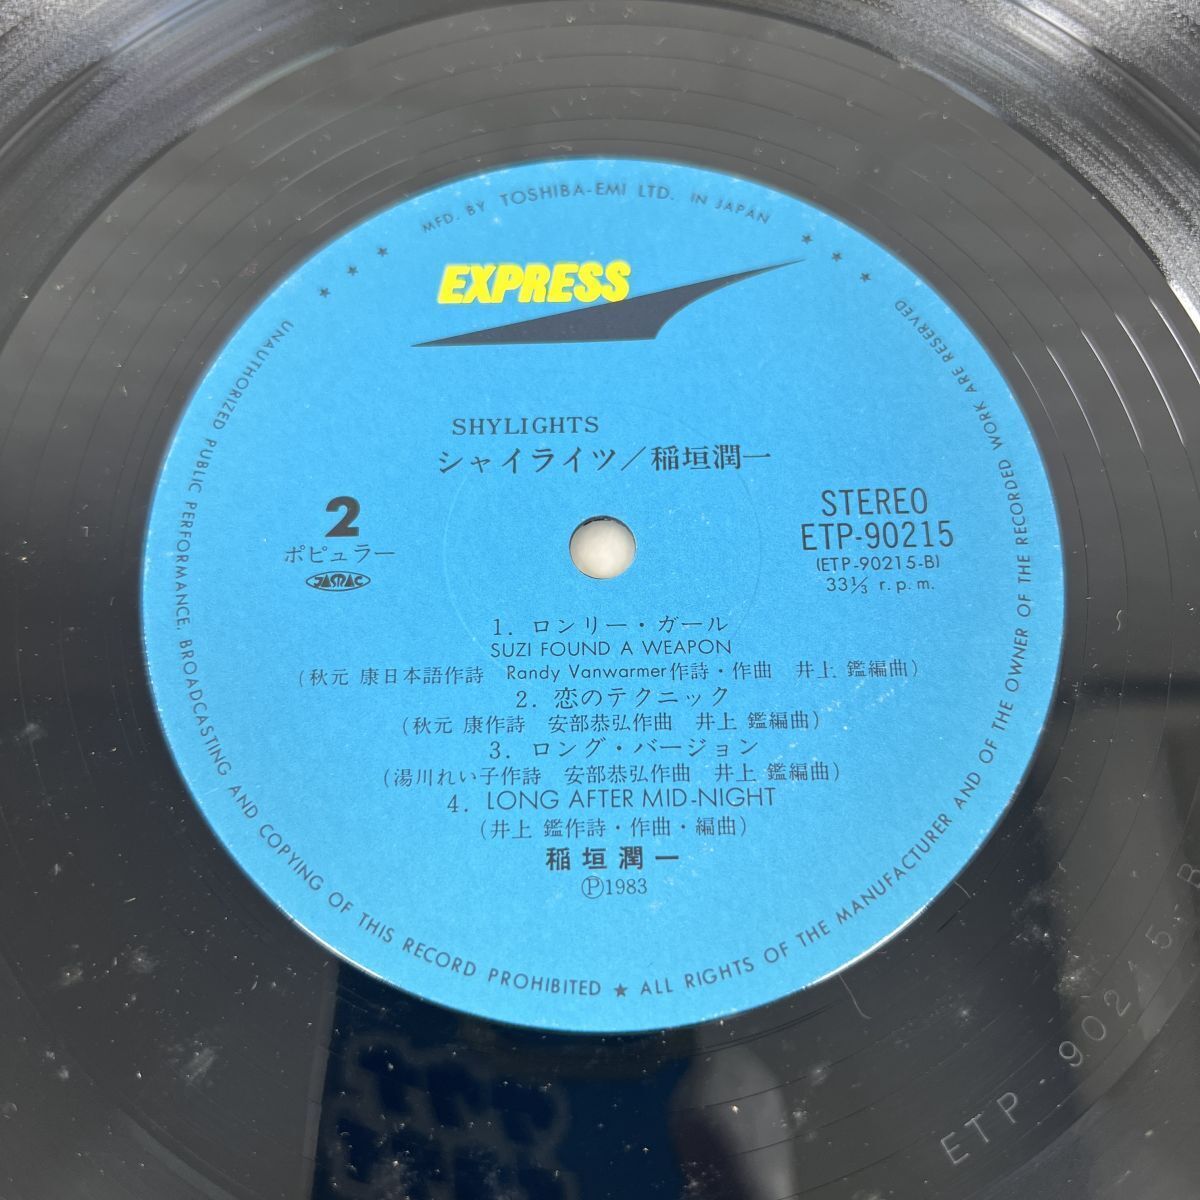 MFD. BY TOSHIBA-EMI LTD. IN JAPAN
EXPRESS
SHYLIGHTS
シャイライツ/稲垣潤一
2
ポピュラー
JASRAC
STEREO
ETP-90215
(ETP-90215-B)
33⅓ r.p.m.
1. ロンリー・ガール
SUZI FOUND A WEAPON
(秋元 康日本語作詩 Randy Vanwarmer作詩・作曲 井上 鑑編曲)
2. 恋のテクニック
(秋元 康作詩 安部恭弘作曲 井上 鑑編曲)
3. ロング・バージョン
(湯川れい子作詩 安部恭弘作曲 井上 鑑編曲)
4. LONG AFTER MID-NIGHT
(井上 鑑作詩・作曲・編曲)
稲垣潤一
Ⓟ1983
UNAUTHORIZED PUBLIC PERFORMANCE, BROADCASTING AND COPYING OF THIS RECORD PROHIBITED ★ ALL RIGHTS OF THE MANUFACTURER AND OF THE OWNER OF THE RECORDED WORK ARE RESERVED